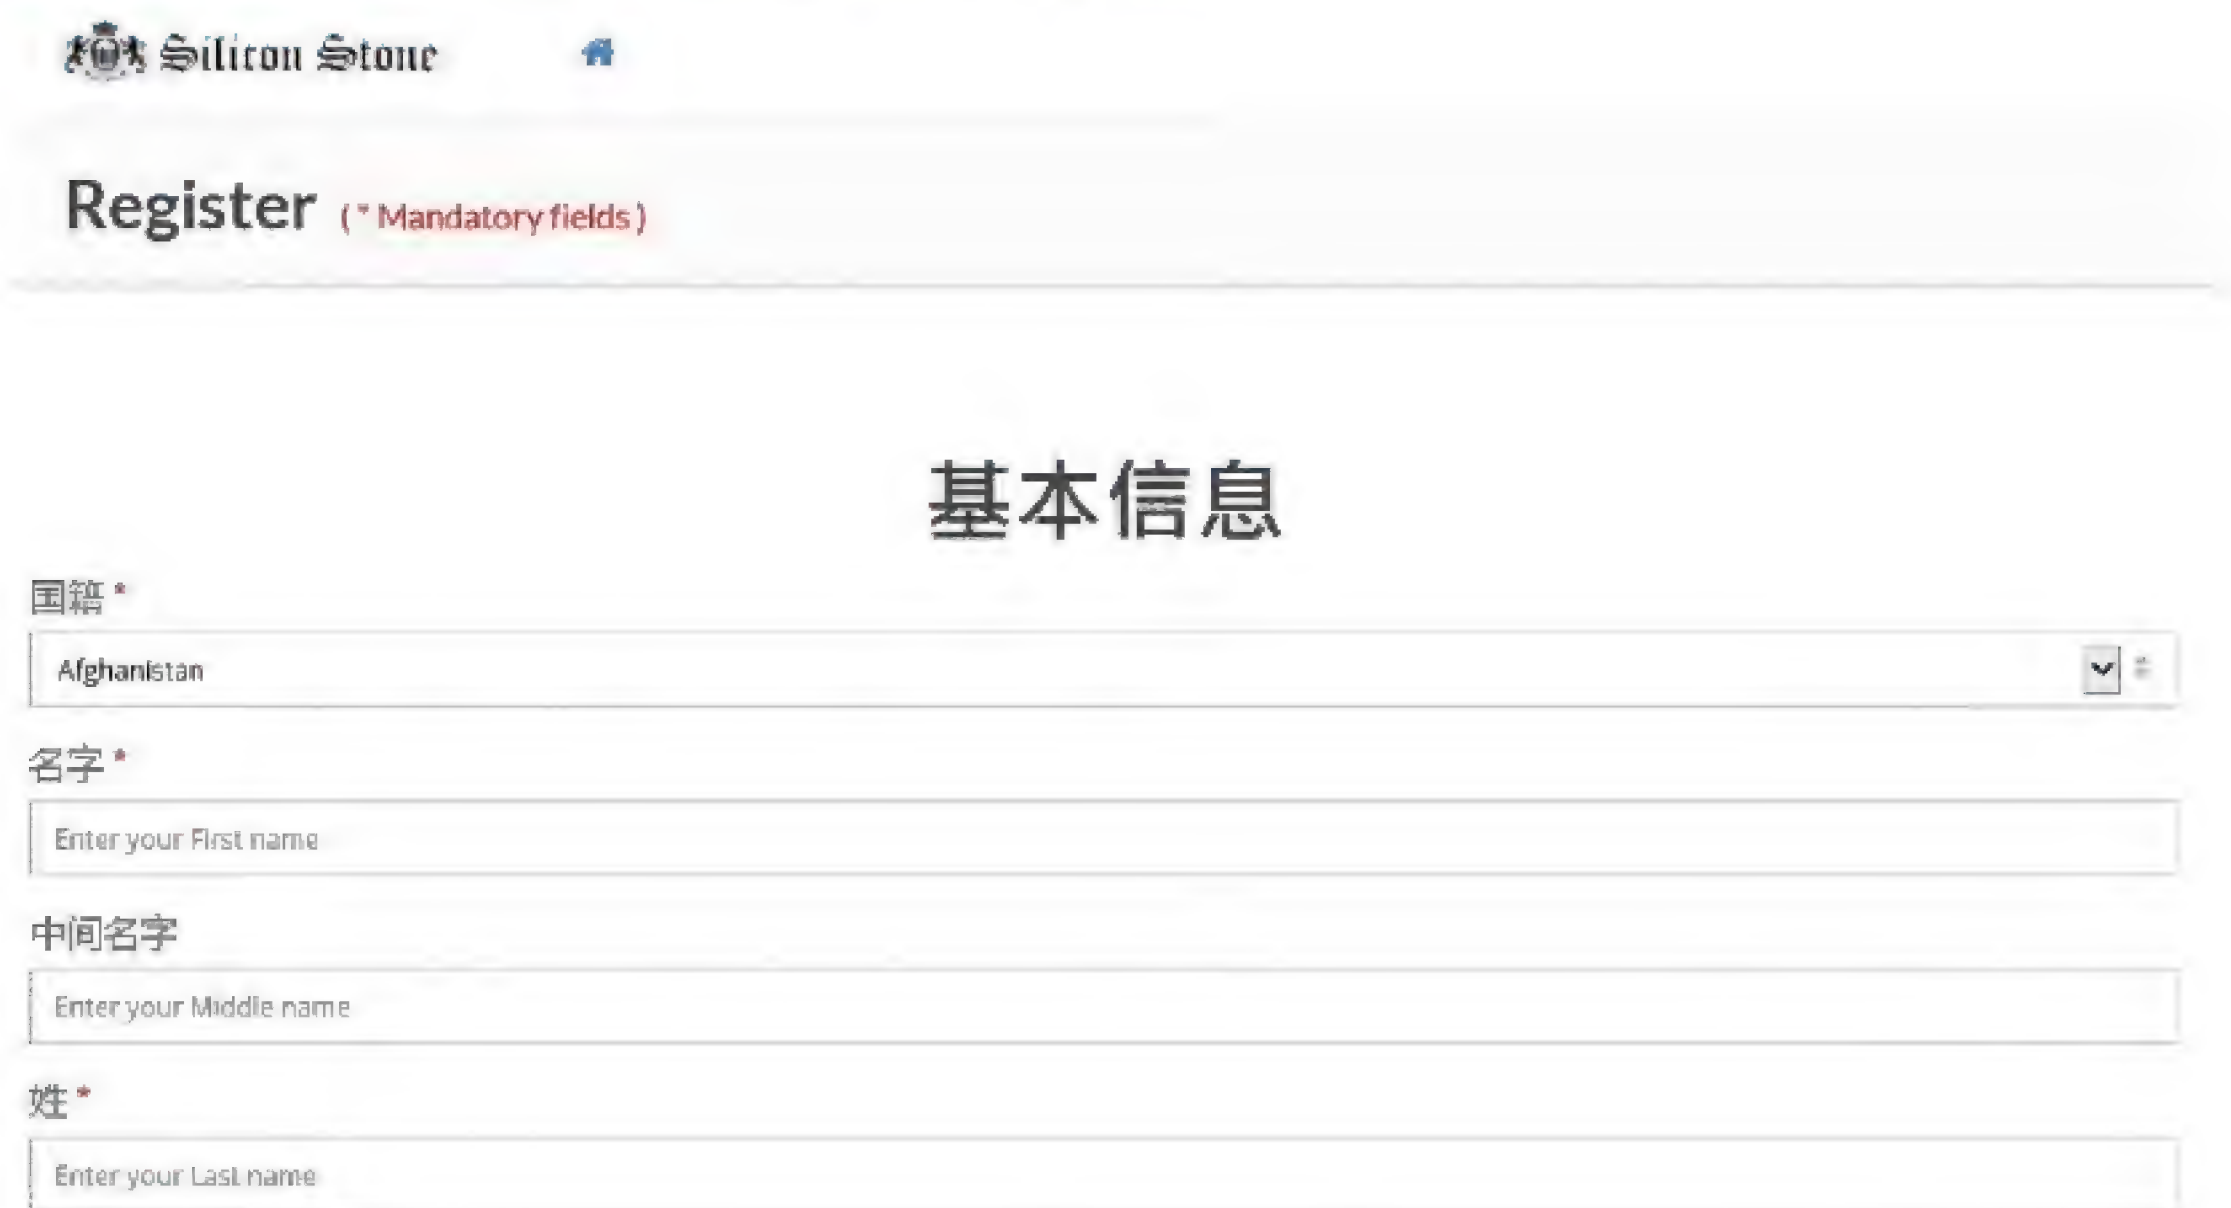 Silicon Stone
Register ( * Mandatory fields )
基本信息
国籍 *
Afghanistan
名字 *
Enter your First name
中间名字
Enter your Middle name
姓 *
Enter your Last name